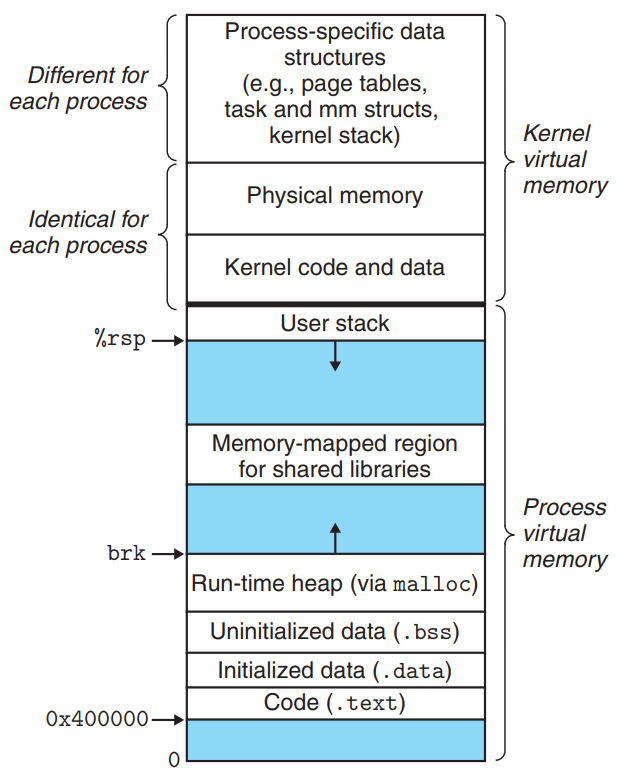 Process-specific data
structures
(e.g., page tables,
task and mm structs,
kernel stack)
Different for
each process
Kernel
virtual
memory
Physical memory
Identical for
each process
Kernel code and data
User stack
%rsp
Memory-mapped region
for shared libraries
Process
virtual
memory
brk
Run-time heap (via malloc)
Uninitialized data (.bss)
Initialized data (.data)
Code (.text)
0x400000
0